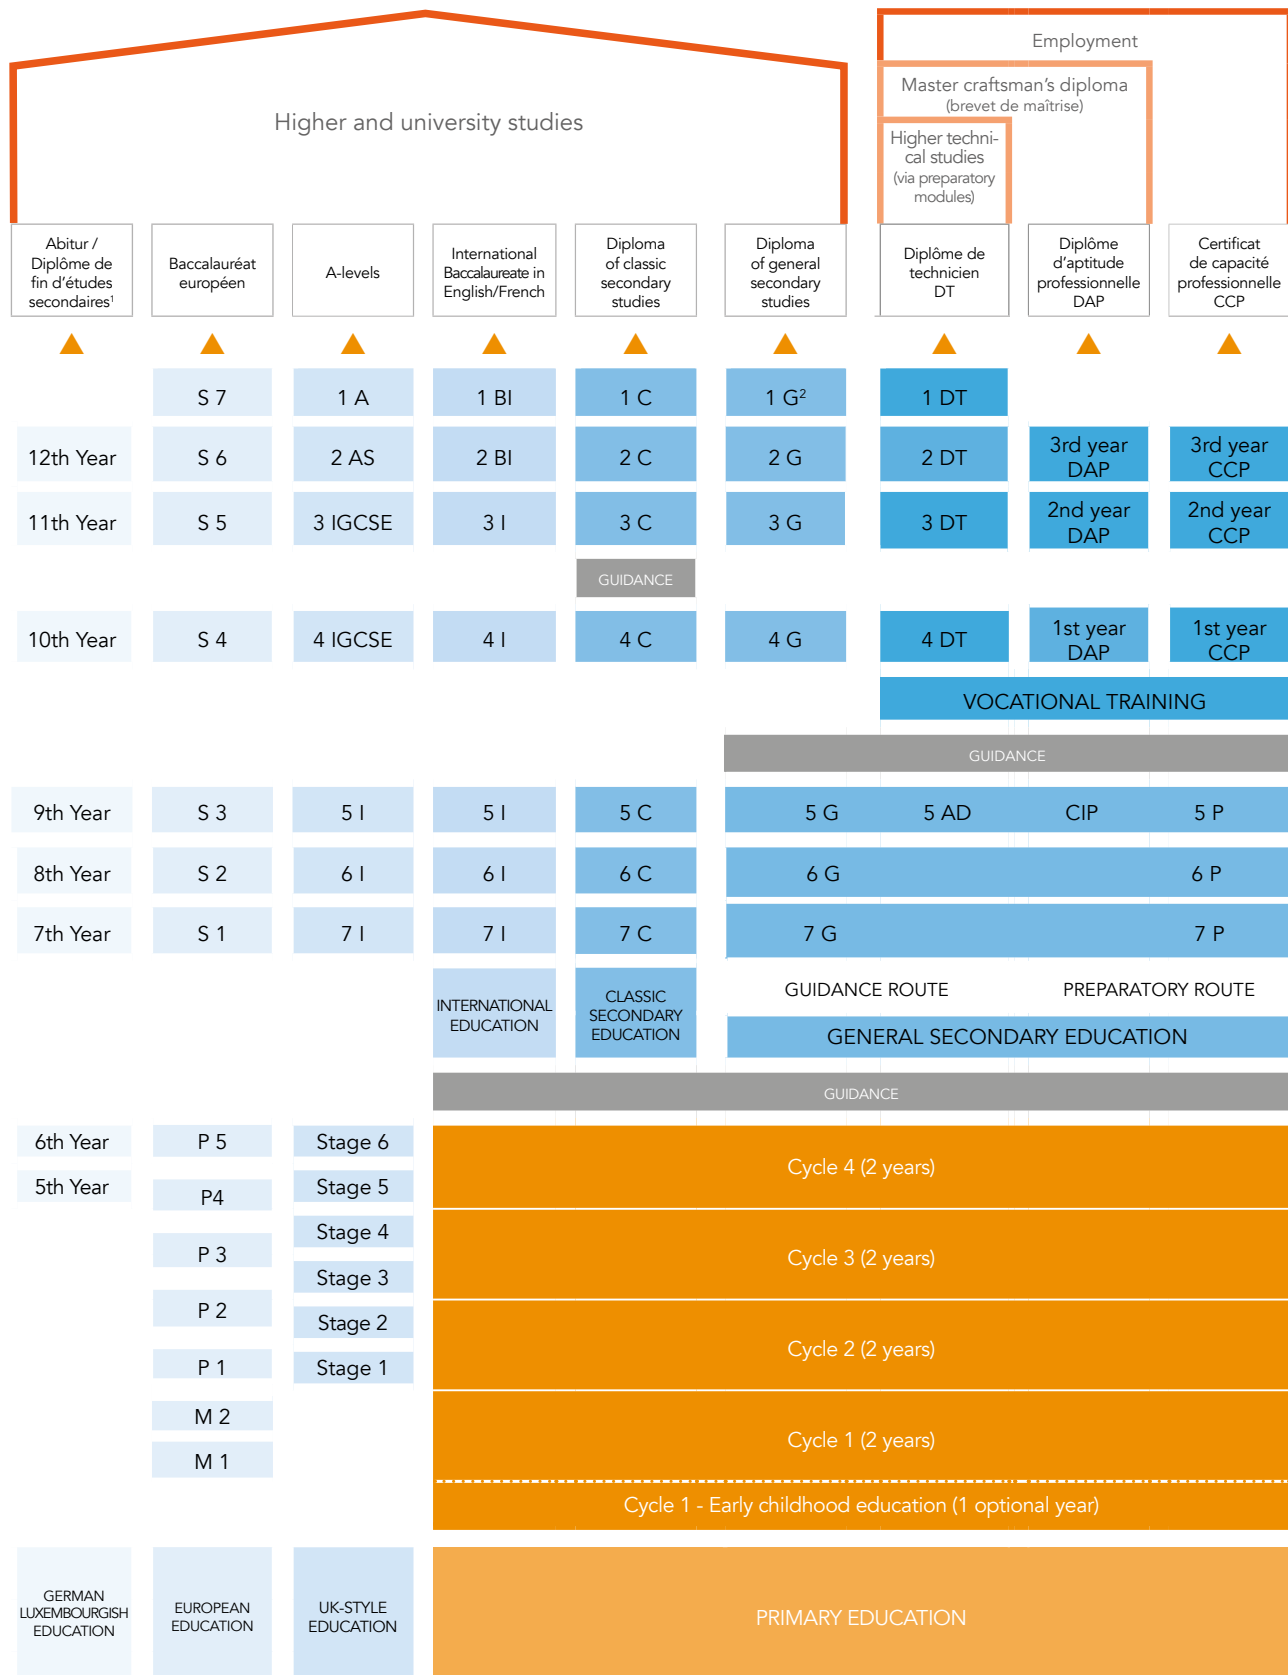 Employment
Master craftsman's diploma
(brevet de maîtrise)
Higher and university studies
Higher techni-
cal studies
(via preparatory
modules)
Abitur /
Diplôme de
fin d'études
secondaires¹
Baccalauréat
européen
A-levels
International
Baccalaureate in
English/French
Diploma
of classic
secondary
studies
Diploma
of general
secondary
studies
Diplôme de
technicien
DT
Diplôme
d'aptitude
professionnelle
DAP
Certificat
de capacité
professionnelle
CCP
S 7
1 A
1 BI
1 C
1 G²
1 DT
12th Year
S 6
2 AS
2 BI
2 C
2 G
2 DT
3rd year
DAP
3rd year
CCP
11th Year
S 5
3 IGCSE
3 I
3 C
3 G
3 DT
2nd year
DAP
2nd year
CCP
GUIDANCE
10th Year
S 4
4 IGCSE
4 I
4 C
4 G
4 DT
1st year
DAP
1st year
CCP
VOCATIONAL TRAINING
GUIDANCE
9th Year
S 3
5 I
5 I
5 C
5 G
5 AD
CIP
5 P
8th Year
S 2
6 I
6 I
6 C
6 G
6 P
7th Year
S 1
7 I
7 I
7 C
7 G
7 P
INTERNATIONAL
EDUCATION
CLASSIC
SECONDARY
EDUCATION
GUIDANCE ROUTE
PREPARATORY ROUTE
GENERAL SECONDARY EDUCATION
GUIDANCE
6th Year
P 5
Stage 6
Cycle 4 (2 years)
5th Year
P4
Stage 5
Stage 4
P 3
Cycle 3 (2 years)
Stage 3
P 2
Stage 2
Cycle 2 (2 years)
P 1
Stage 1
M 2
Cycle 1 (2 years)
M 1
Cycle 1 - Early childhood education (1 optional year)
GERMAN
LUXEMBOURGISH
EDUCATION
EUROPEAN
EDUCATION
UK-STYLE
EDUCATION
PRIMARY EDUCATION